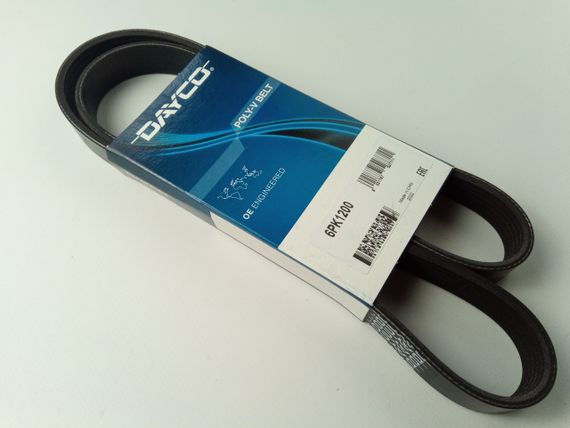 DAYCO®
POLY-V BELT
OE ENGINEERED
6PK1200
EAC